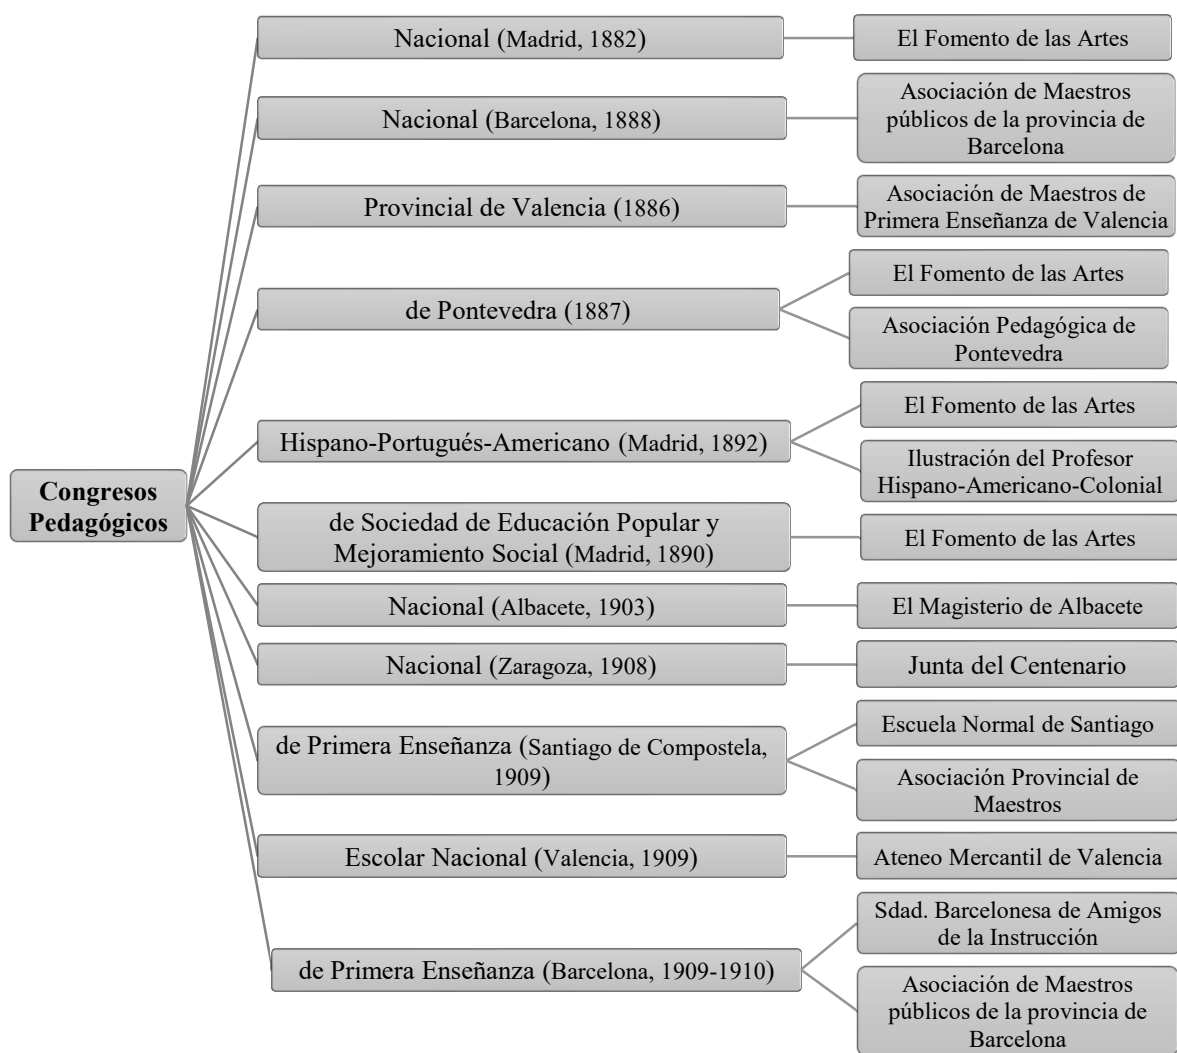 Nacional (Madrid, 1882)
El Fomento de las Artes
Nacional (Barcelona, 1888)
Asociación de Maestros
públicos de la provincia de
Barcelona
Provincial de Valencia (1886)
Asociación de Maestros de
Primera Enseñanza de Valencia
de Pontevedra (1887)
El Fomento de las Artes
Asociación Pedagógica de
Pontevedra
Hispano-Portugués-Americano (Madrid, 1892)
El Fomento de las Artes
Ilustración del Profesor
Hispano-Americano-Colonial
Congresos
Pedagógicos
de Sociedad de Educación Popular y
Mejoramiento Social (Madrid, 1890)
El Fomento de las Artes
Nacional (Albacete, 1903)
El Magisterio de Albacete
Nacional (Zaragoza, 1908)
Junta del Centenario
de Primera Enseñanza (Santiago de Compostela,
1909)
Escuela Normal de Santiago
Asociación Provincial de
Maestros
Escolar Nacional (Valencia, 1909)
Ateneo Mercantil de Valencia
de Primera Enseñanza (Barcelona, 1909-1910)
Sdad. Barcelonesa de Amigos
de la Instrucción
Asociación de Maestros
públicos de la provincia de
Barcelona